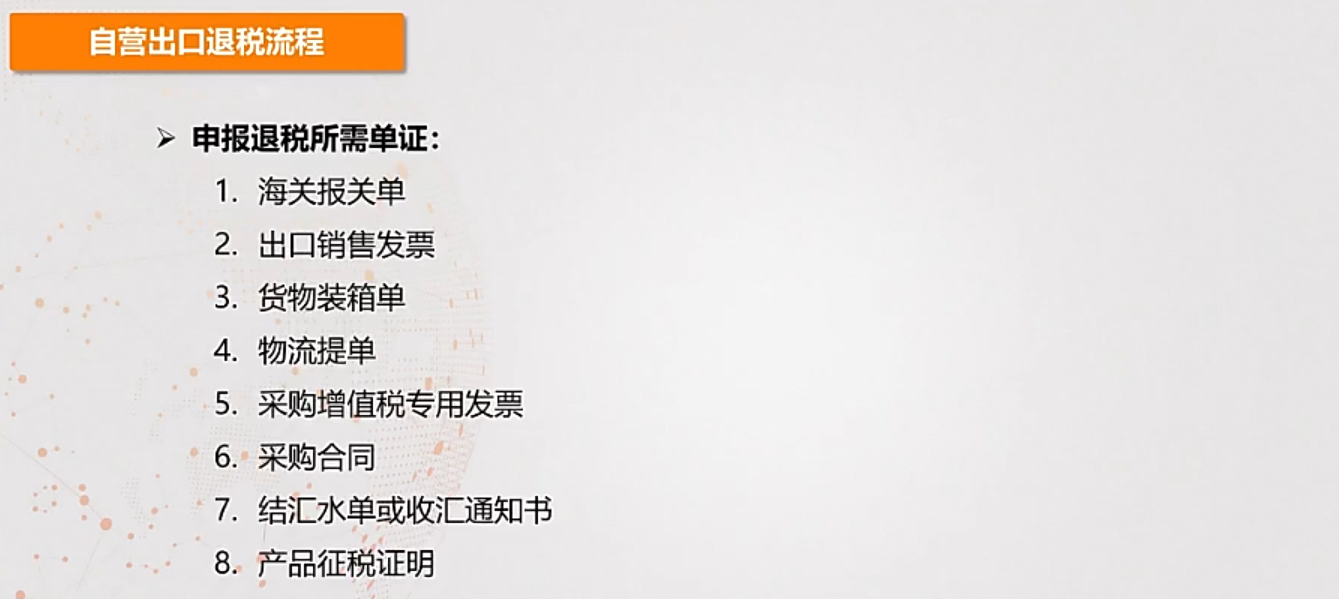 自营出口退税流程
➢ 申报退税所需单证：
1. 海关报关单
2. 出口销售发票
3. 货物装箱单
4. 物流提单
5. 采购增值税专用发票
6. 采购合同
7. 结汇水单或收汇通知书
8. 产品征税证明